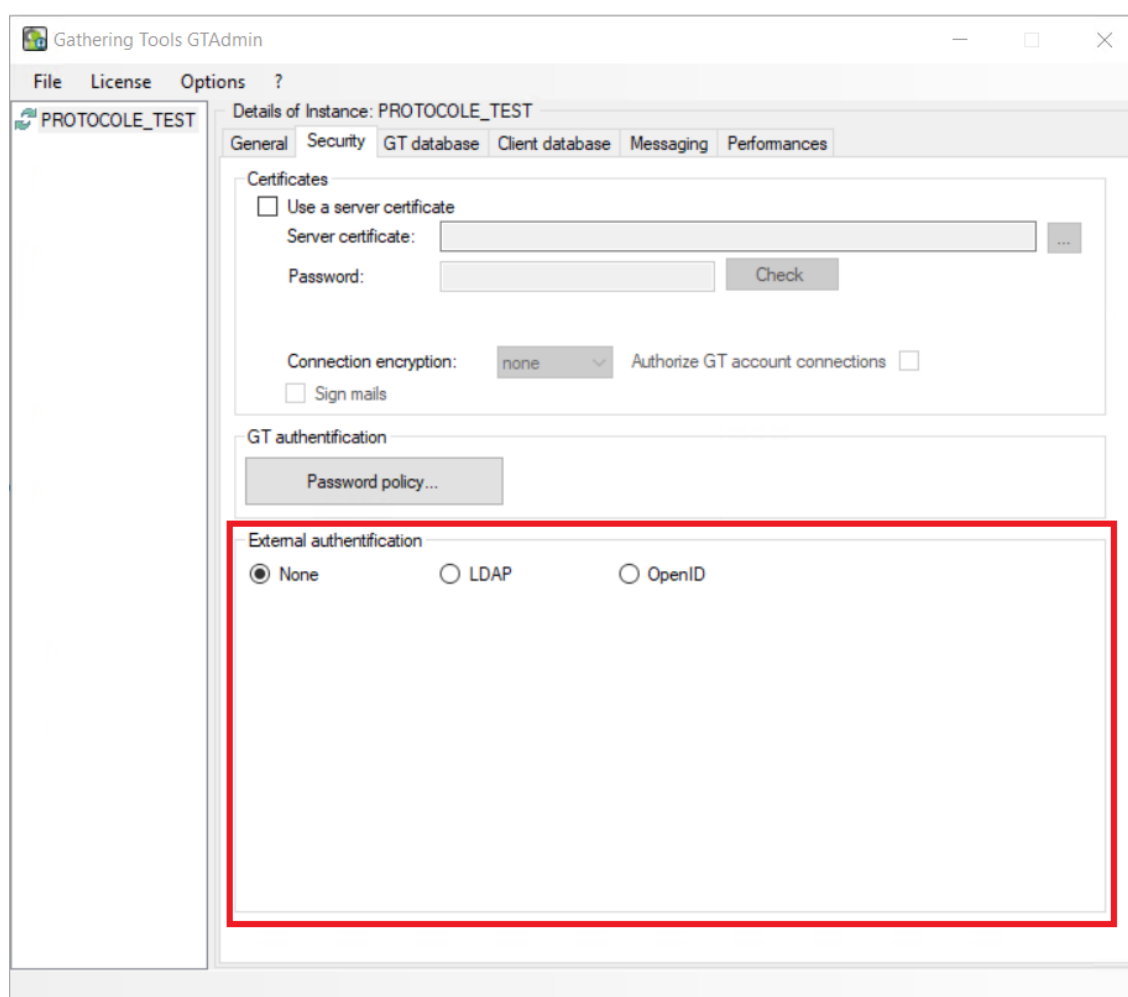 Gathering Tools GTAdmin
File License Options ?
PROTOCOLE_TEST
Details of Instance: PROTOCOLE_TEST
General Security GT database Client database Messaging Performances
Certificates
Use a server certificate
Server certificate:
...
Password:
Check
Connection encryption:
none
Authorize GT account connections
Sign mails
GT authentification
Password policy...
External authentification
None LDAP OpenID